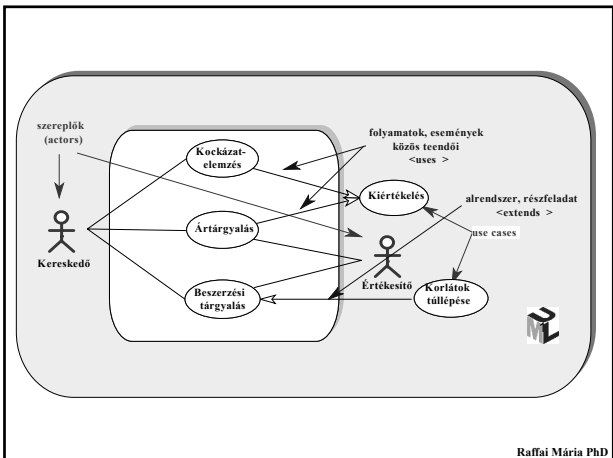 szereplők
(actors)
Kockázat-
elemzés
folyamatok, események
közös teendői
<uses >
Kiértékelés
alrendszer, részfeladat
<extends >
Ártárgyalás
use cases
Kereskedő
Értékesítő
Beszerzési
tárgyalás
Korlátok
túllépése
UML
Raffai Mária PhD